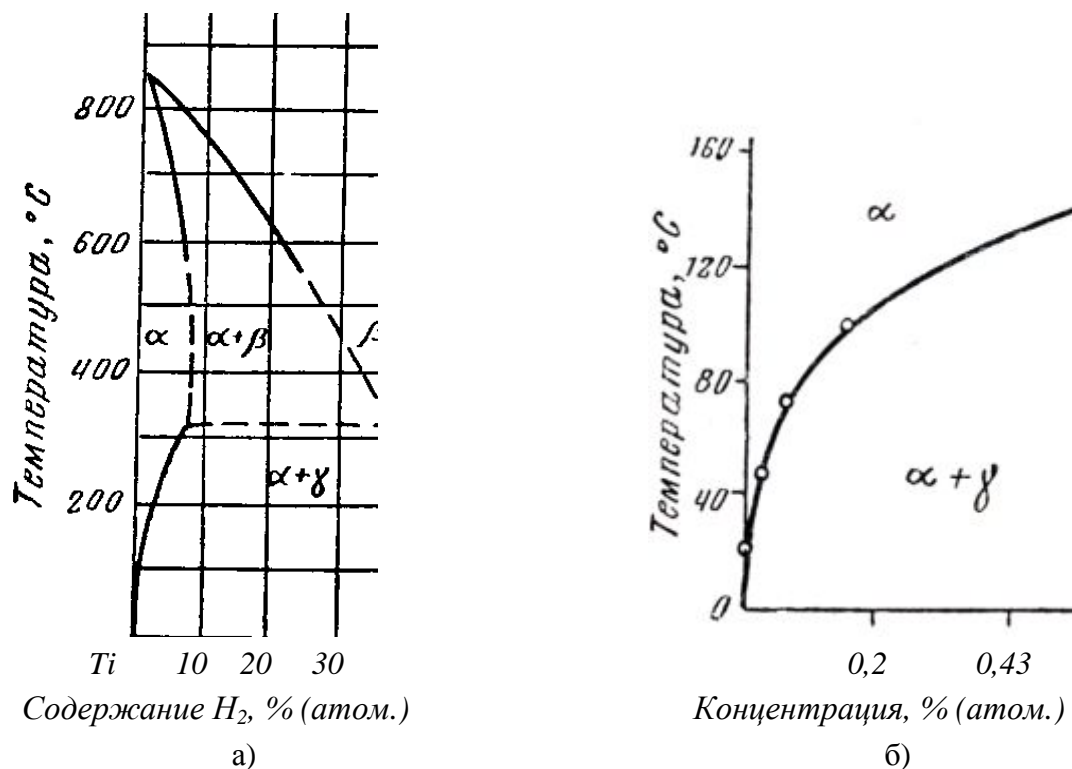 Температура, °C
800
600
400
200
α
α+β
β
α+γ
Ti 10 20 30
Содержание H₂, % (атом.)
а)
Температура, °C
160
120
80
40
0
α
α + γ
0,2 0,43
Концентрация, % (атом.)
б)